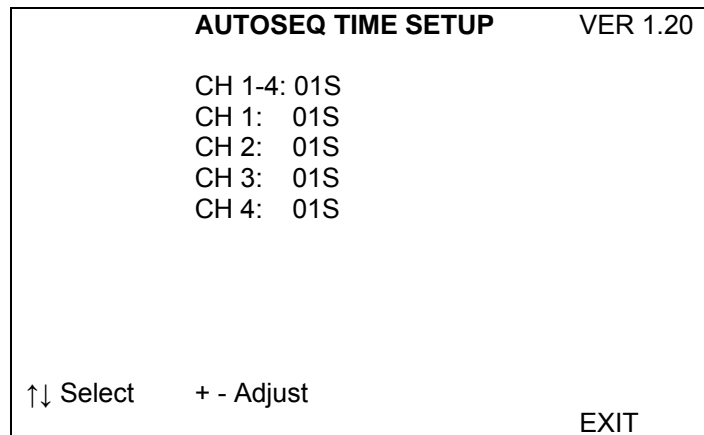 AUTOSEQ TIME SETUP VER 1.20
CH 1-4: 01S
CH 1: 01S
CH 2: 01S
CH 3: 01S
CH 4: 01S
↑↓ Select + - Adjust
EXIT